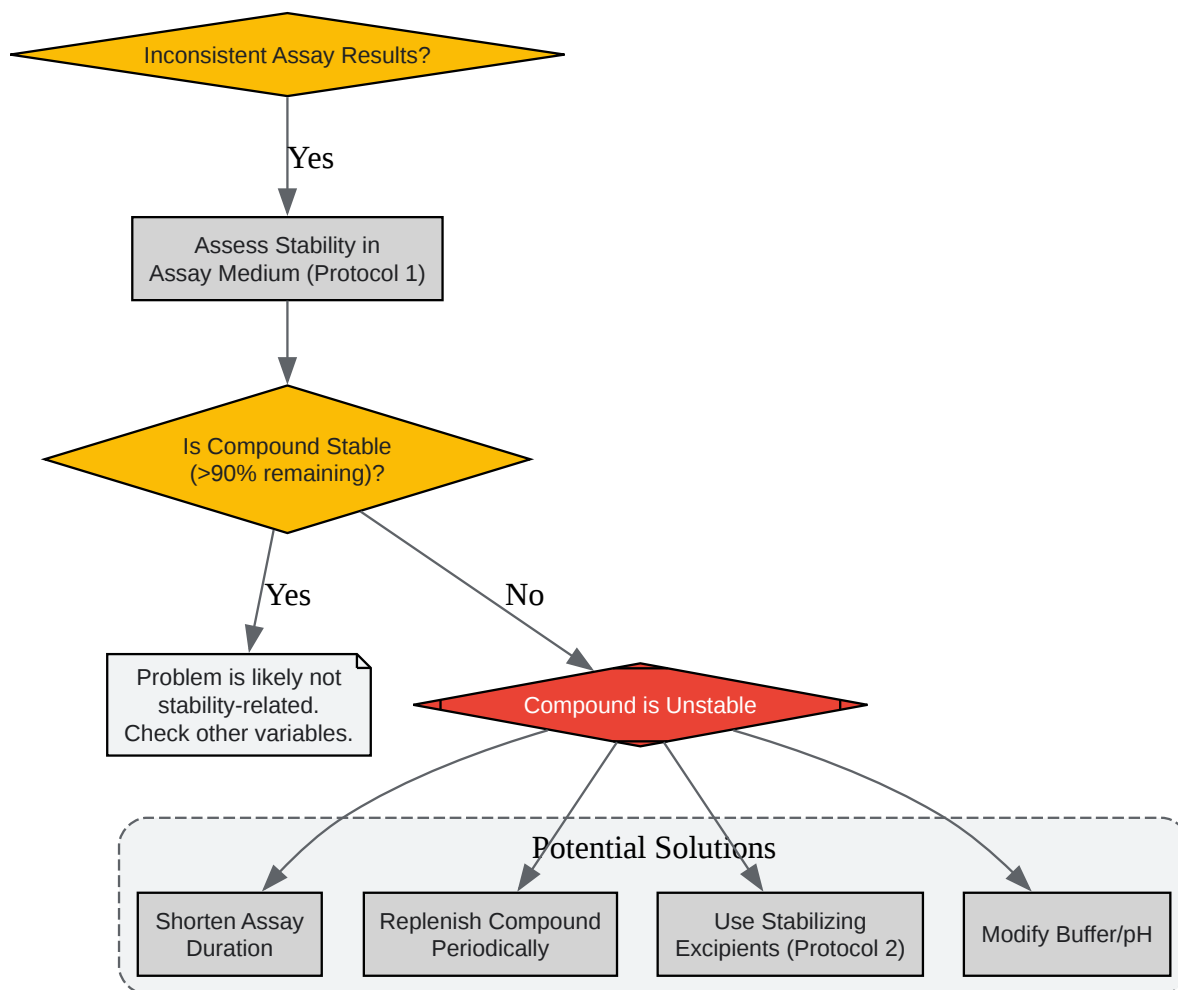 Inconsistent Assay Results?
Yes
Assess Stability in
Assay Medium (Protocol 1)
Is Compound Stable
(>90% remaining)?
Yes
No
Problem is likely not
stability-related.
Check other variables.
Compound is Unstable
Potential Solutions
Shorten Assay
Duration
Replenish Compound
Periodically
Use Stabilizing
Excipients (Protocol 2)
Modify Buffer/pH